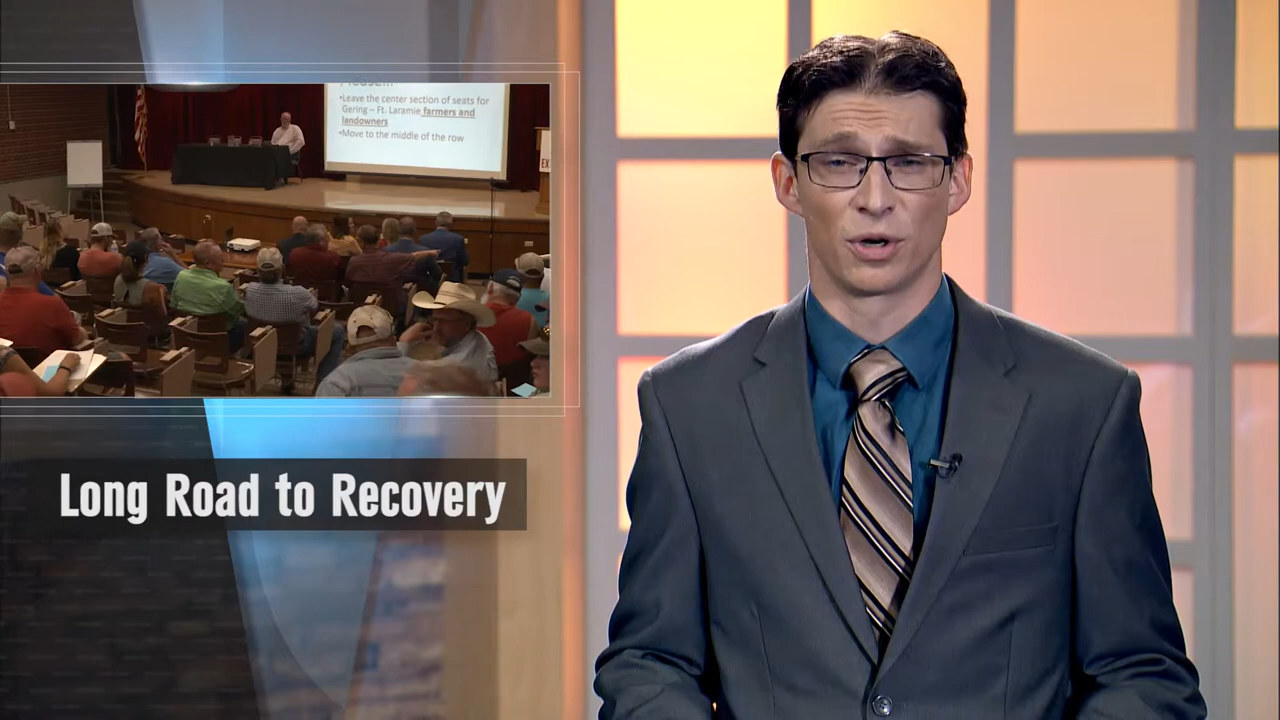 •Leave the center section of seats for
Gering – Ft. Laramie farmers and
landowners
•Move to the middle of the row
EX
Long Road to Recovery